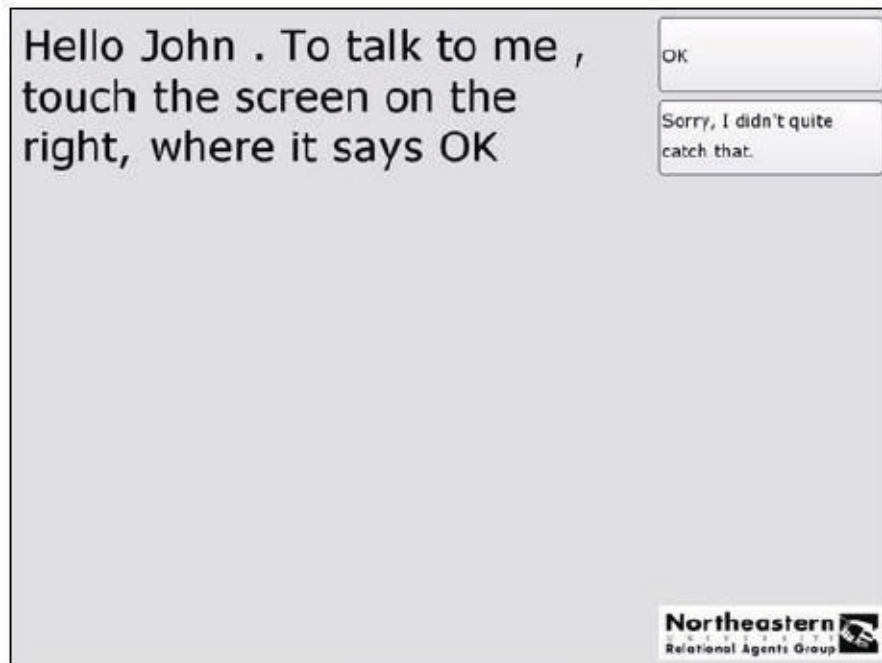 Hello John . To talk to me ,
touch the screen on the
right, where it says OK
OK
Sorry, I didn't quite
catch that.
Northeastern
UNIVERSITY
Relational Agents Group